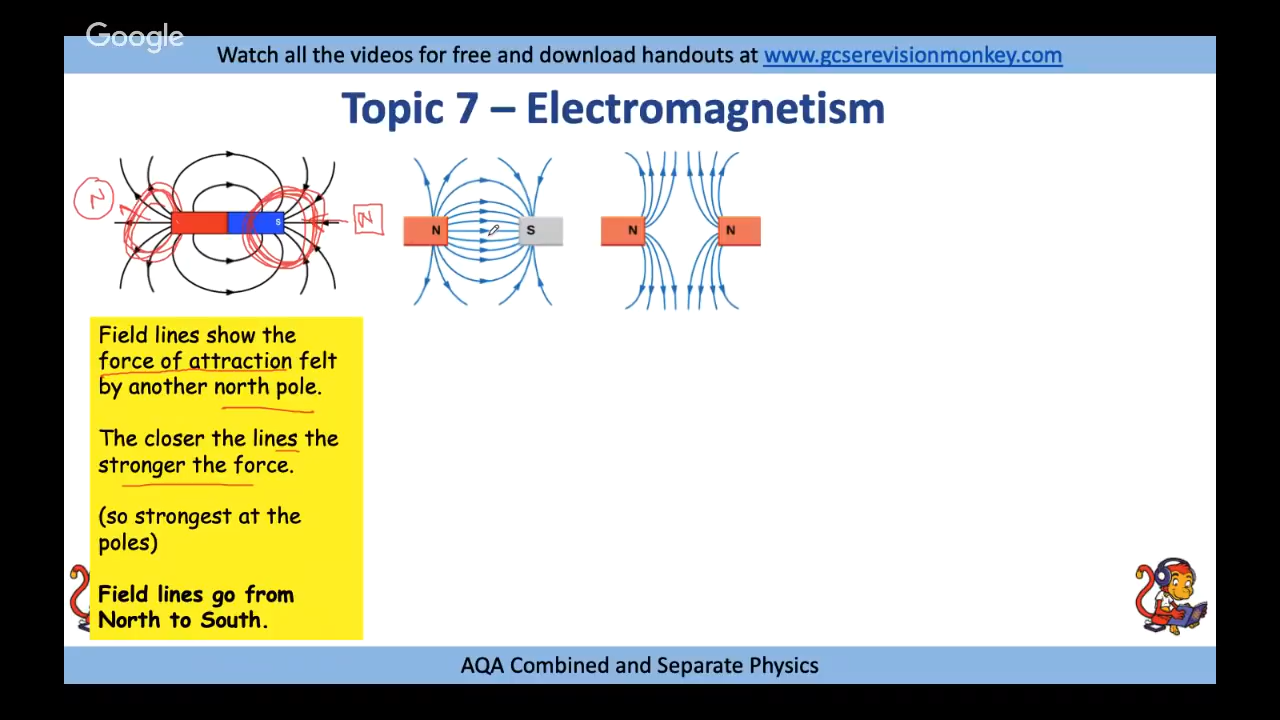 Google
Watch all the videos for free and download handouts at www.gcserevisionmonkey.com
Topic 7 – Electromagnetism
N
N
S
N S
N N
Field lines show the
force of attraction felt
by another north pole.
The closer the lines the
stronger the force.
(so strongest at the
poles)
Field lines go from
North to South.
AQA Combined and Separate Physics